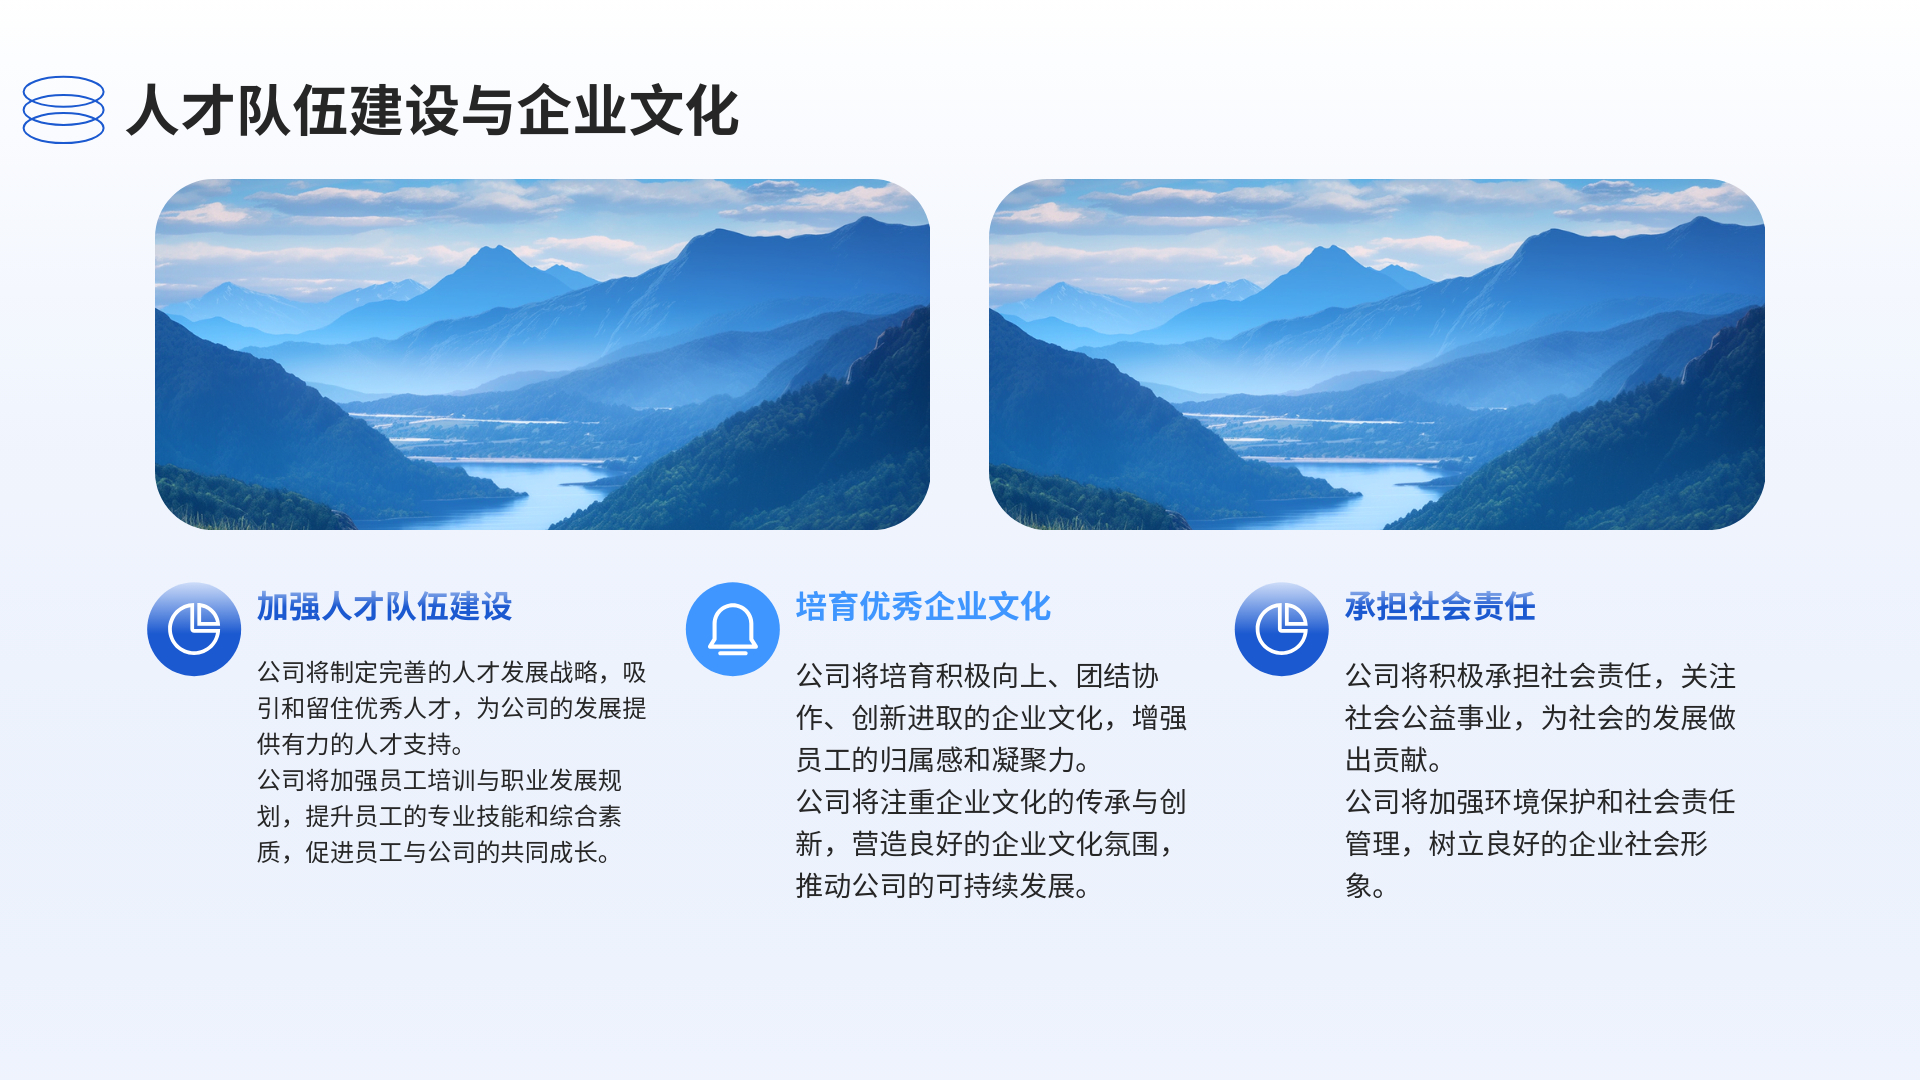 人才队伍建设与企业文化
加强人才队伍建设
公司将制定完善的人才发展战略，吸
引和留住优秀人才，为公司的发展提
供有力的人才支持。
公司将加强员工培训与职业发展规
划，提升员工的专业技能和综合素
质，促进员工与公司的共同成长。
培育优秀企业文化
公司将培育积极向上、团结协
作、创新进取的企业文化，增强
员工的归属感和凝聚力。
公司将注重企业文化的传承与创
新，营造良好的企业文化氛围，
推动公司的可持续发展。
承担社会责任
公司将积极承担社会责任，关注
社会公益事业，为社会的发展做
出贡献。
公司将加强环境保护和社会责任
管理，树立良好的企业社会形
象。